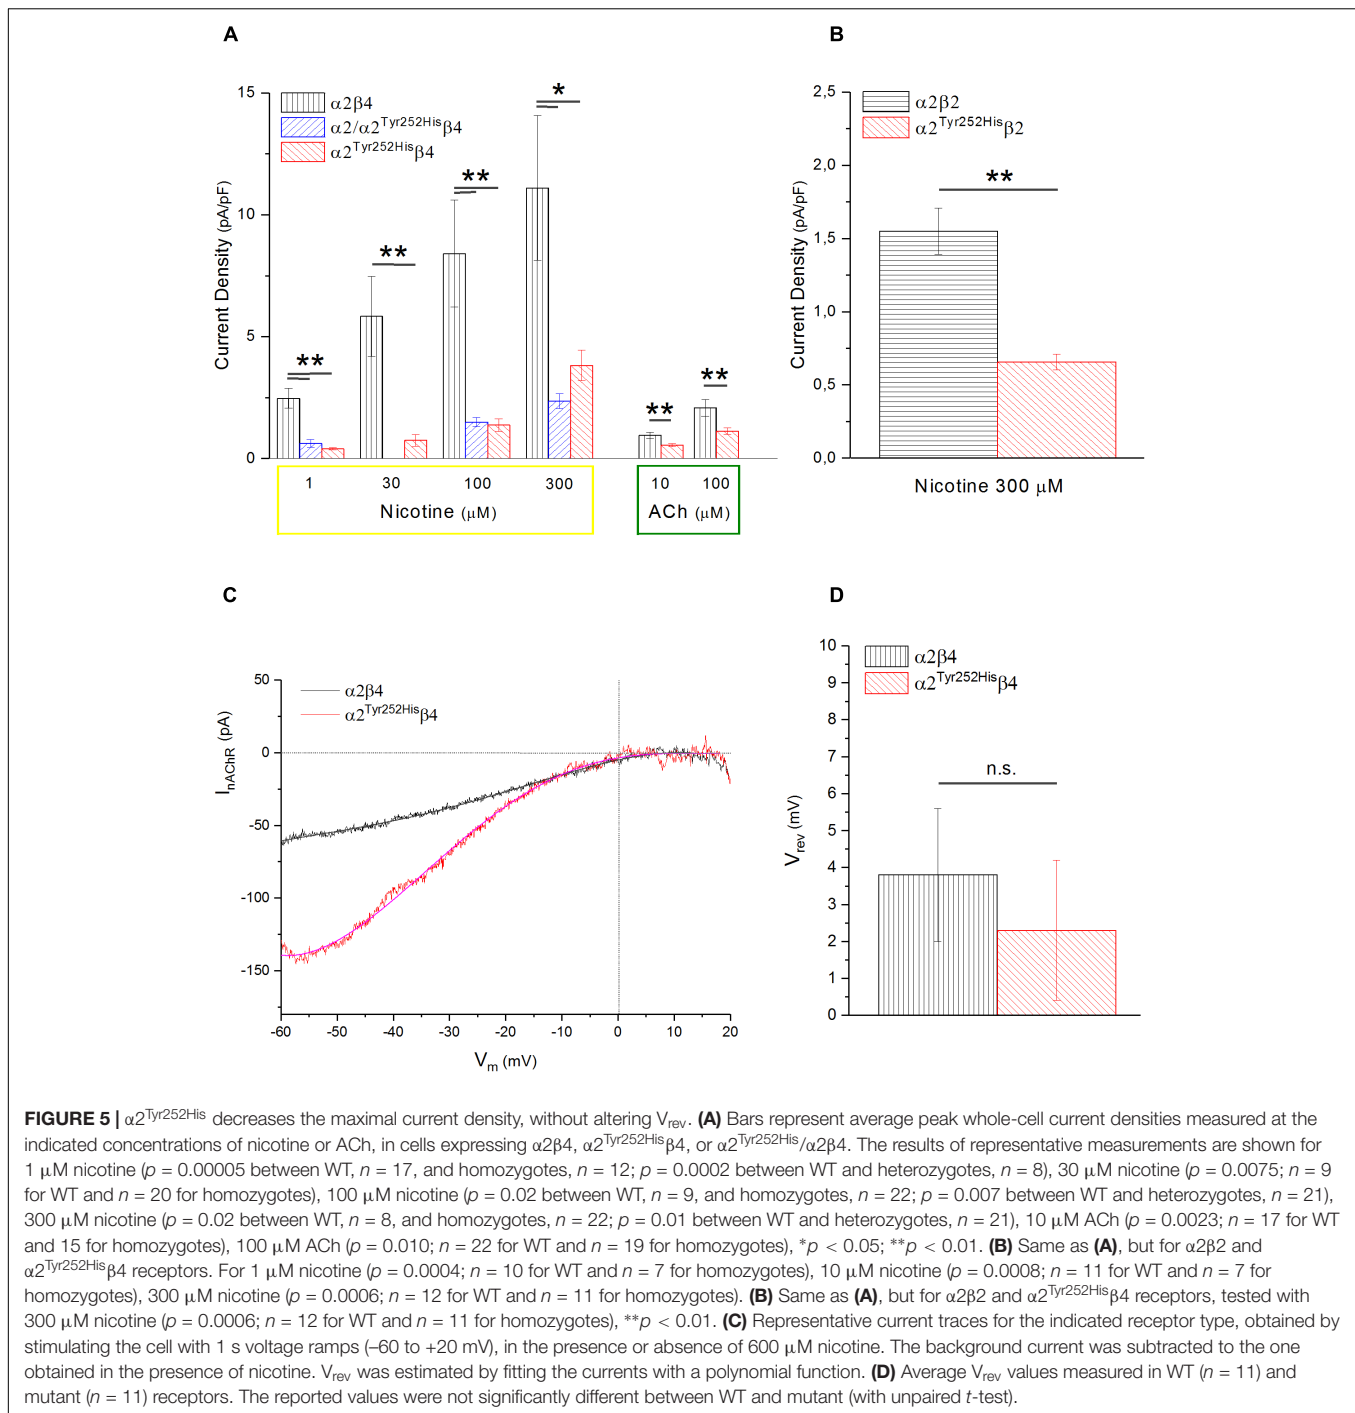 A
15
10
5
0
Current Density (pA/pF)
α2β4
α2/α2Tyr252Hisβ4
α2Tyr252Hisβ4
**
**
**
*
**
**
1 30 100 300
Nicotine (μM)
10 100
ACh (μM)
B
2,5
2,0
1,5
1,0
0,5
0,0
Current Density (pA/pF)
α2β2
α2Tyr252Hisβ2
**
Nicotine 300 μM
C
50
0
-50
-100
-150
InAChR (pA)
α2β4
α2Tyr252Hisβ4
-60 -50 -40 -30 -20 -10 0 10 20
Vm (mV)
D
10
9
8
7
6
5
4
3
2
1
0
Vrev (mV)
α2β4
α2Tyr252Hisβ4
n.s.
FIGURE 5 | α2Tyr252His decreases the maximal current density, without altering Vrev. (A) Bars represent average peak whole-cell current densities measured at the
indicated concentrations of nicotine or ACh, in cells expressing α2β4, α2Tyr252Hisβ4, or α2Tyr252His/α2β4. The results of representative measurements are shown for
1 μM nicotine (p = 0.00005 between WT, n = 17, and homozygotes, n = 12; p = 0.0002 between WT and heterozygotes, n = 8), 30 μM nicotine (p = 0.0075; n = 9
for WT and n = 20 for homozygotes), 100 μM nicotine (p = 0.02 between WT, n = 9, and homozygotes, n = 22; p = 0.007 between WT and heterozygotes, n = 21),
300 μM nicotine (p = 0.02 between WT, n = 8, and homozygotes, n = 22; p = 0.01 between WT and heterozygotes, n = 21), 10 μM ACh (p = 0.0023; n = 17 for WT
and 15 for homozygotes), 100 μM ACh (p = 0.010; n = 22 for WT and n = 19 for homozygotes), *p < 0.05; **p < 0.01. (B) Same as (A), but for α2β2 and
α2Tyr252Hisβ4 receptors. For 1 μM nicotine (p = 0.0004; n = 10 for WT and n = 7 for homozygotes), 10 μM nicotine (p = 0.0008; n = 11 for WT and n = 7 for
homozygotes), 300 μM nicotine (p = 0.0006; n = 12 for WT and n = 11 for homozygotes). (B) Same as (A), but for α2β2 and α2Tyr252Hisβ4 receptors, tested with
300 μM nicotine (p = 0.0006; n = 12 for WT and n = 11 for homozygotes), **p < 0.01. (C) Representative current traces for the indicated receptor type, obtained by
stimulating the cell with 1 s voltage ramps (–60 to +20 mV), in the presence or absence of 600 μM nicotine. The background current was subtracted to the one
obtained in the presence of nicotine. Vrev was estimated by fitting the currents with a polynomial function. (D) Average Vrev values measured in WT (n = 11) and
mutant (n = 11) receptors. The reported values were not significantly different between WT and mutant (with unpaired t-test).